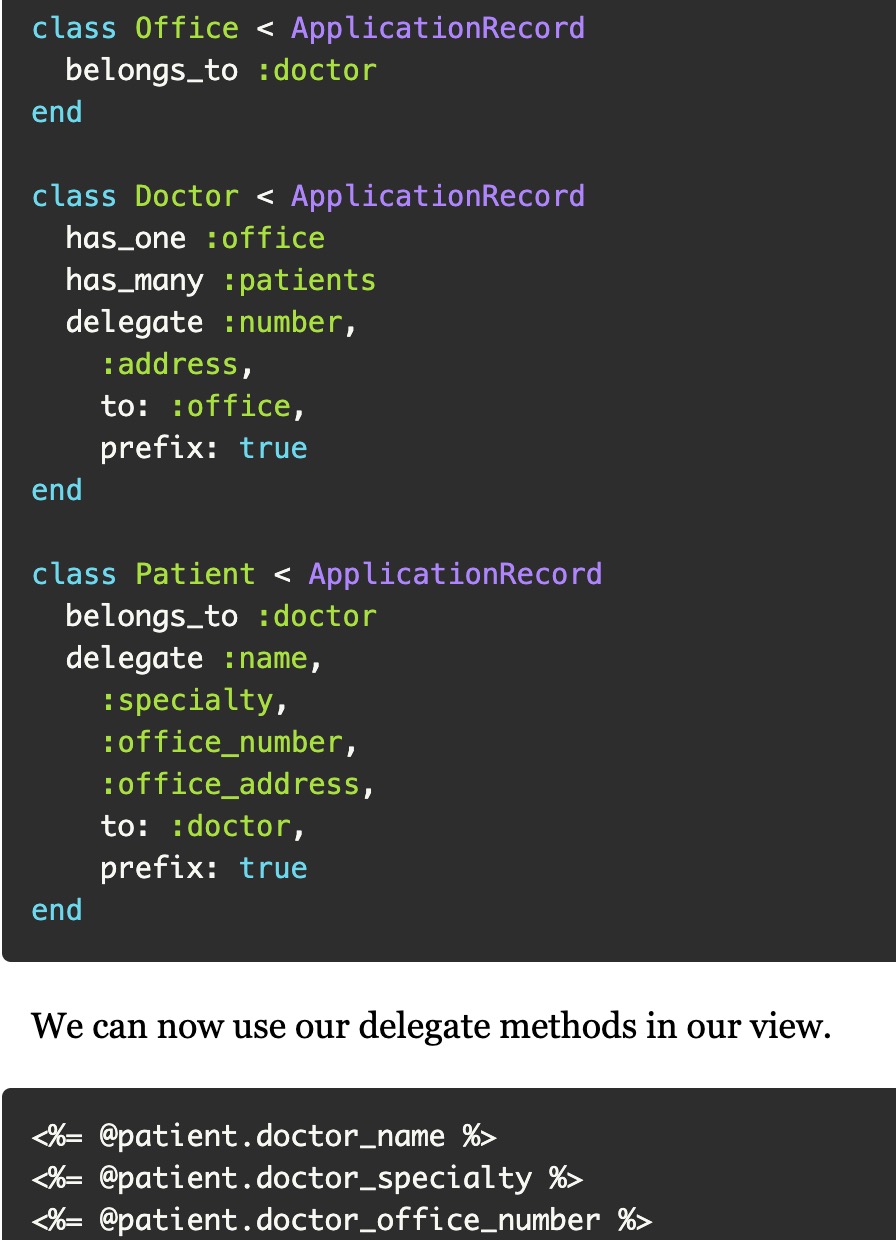 class Office < ApplicationRecord
  belongs_to :doctor
end

class Doctor < ApplicationRecord
  has_one :office
  has_many :patients
  delegate :number,
    :address,
    to: :office,
    prefix: true
end

class Patient < ApplicationRecord
  belongs_to :doctor
  delegate :name,
    :specialty,
    :office_number,
    :office_address,
    to: :doctor,
    prefix: true
end

We can now use our delegate methods in our view.

<%= @patient.doctor_name %>
<%= @patient.doctor_specialty %>
<%= @patient.doctor_office_number %>